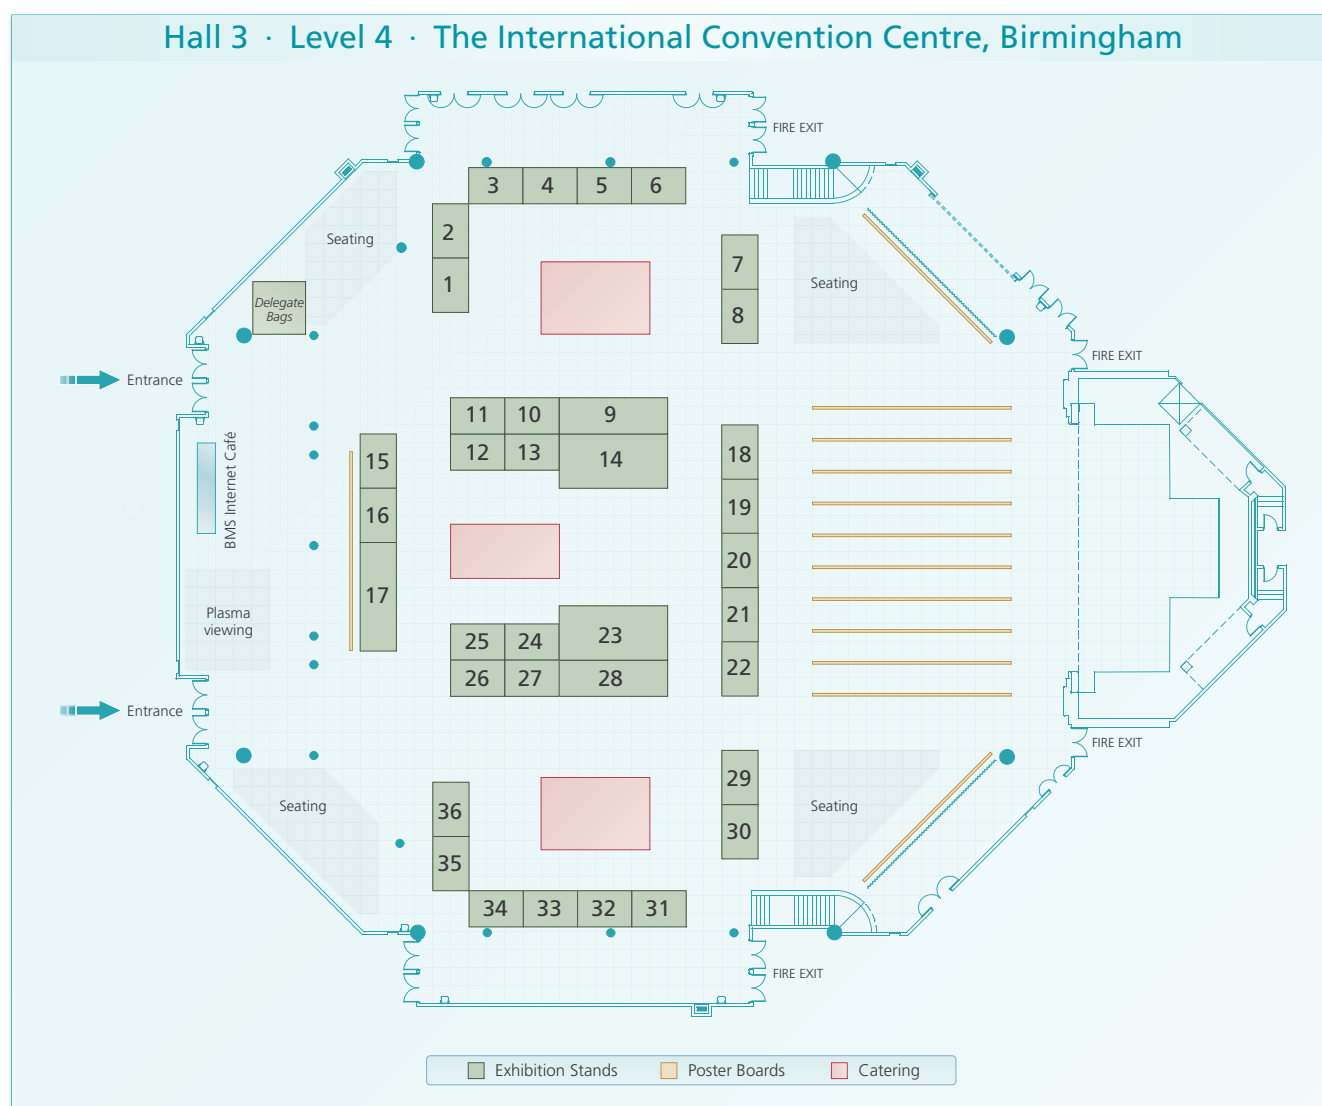 Hall 3 · Level 4 · The International Convention Centre, Birmingham
FIRE EXIT
3 4 5 6
2
Seating
1
7
Seating
8
Delegate
Bags
FIRE EXIT
Entrance
11 10 9
12 13 14
15
18
BMS Internet Café
16
19
20
17
21
Plasma
viewing
25 24 23
22
26 27 28
Entrance
FIRE EXIT
29
Seating
36
Seating
30
35
34 33 32 31
FIRE EXIT
Exhibition Stands
Poster Boards
Catering